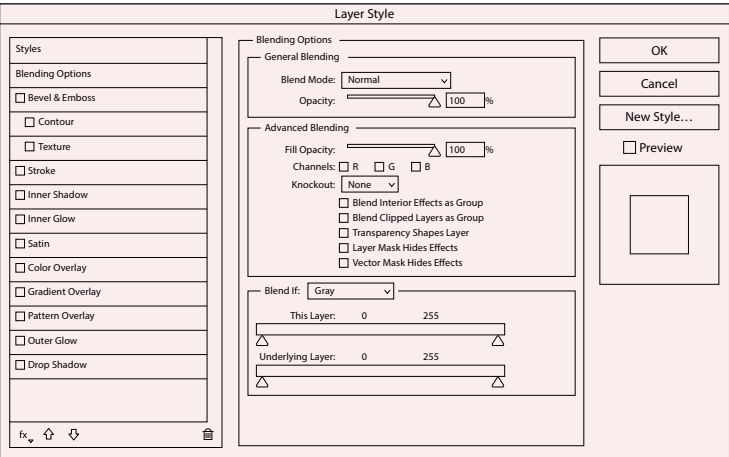 Layer Style
Styles
Blending Options
Bevel & Emboss
Contour
Texture
Stroke
Inner Shadow
Inner Glow
Satin
Color Overlay
Gradient Overlay
Pattern Overlay
Outer Glow
Drop Shadow
fx
Blending Options
General Blending
Blend Mode: Normal
Opacity: 100 %
Advanced Blending
Fill Opacity: 100 %
Channels: R G B
Knockout: None
Blend Interior Effects as Group
Blend Clipped Layers as Group
Transparency Shapes Layer
Layer Mask Hides Effects
Vector Mask Hides Effects
Blend If: Gray
This Layer: 0 255
Underlying Layer: 0 255
OK
Cancel
New Style...
Preview